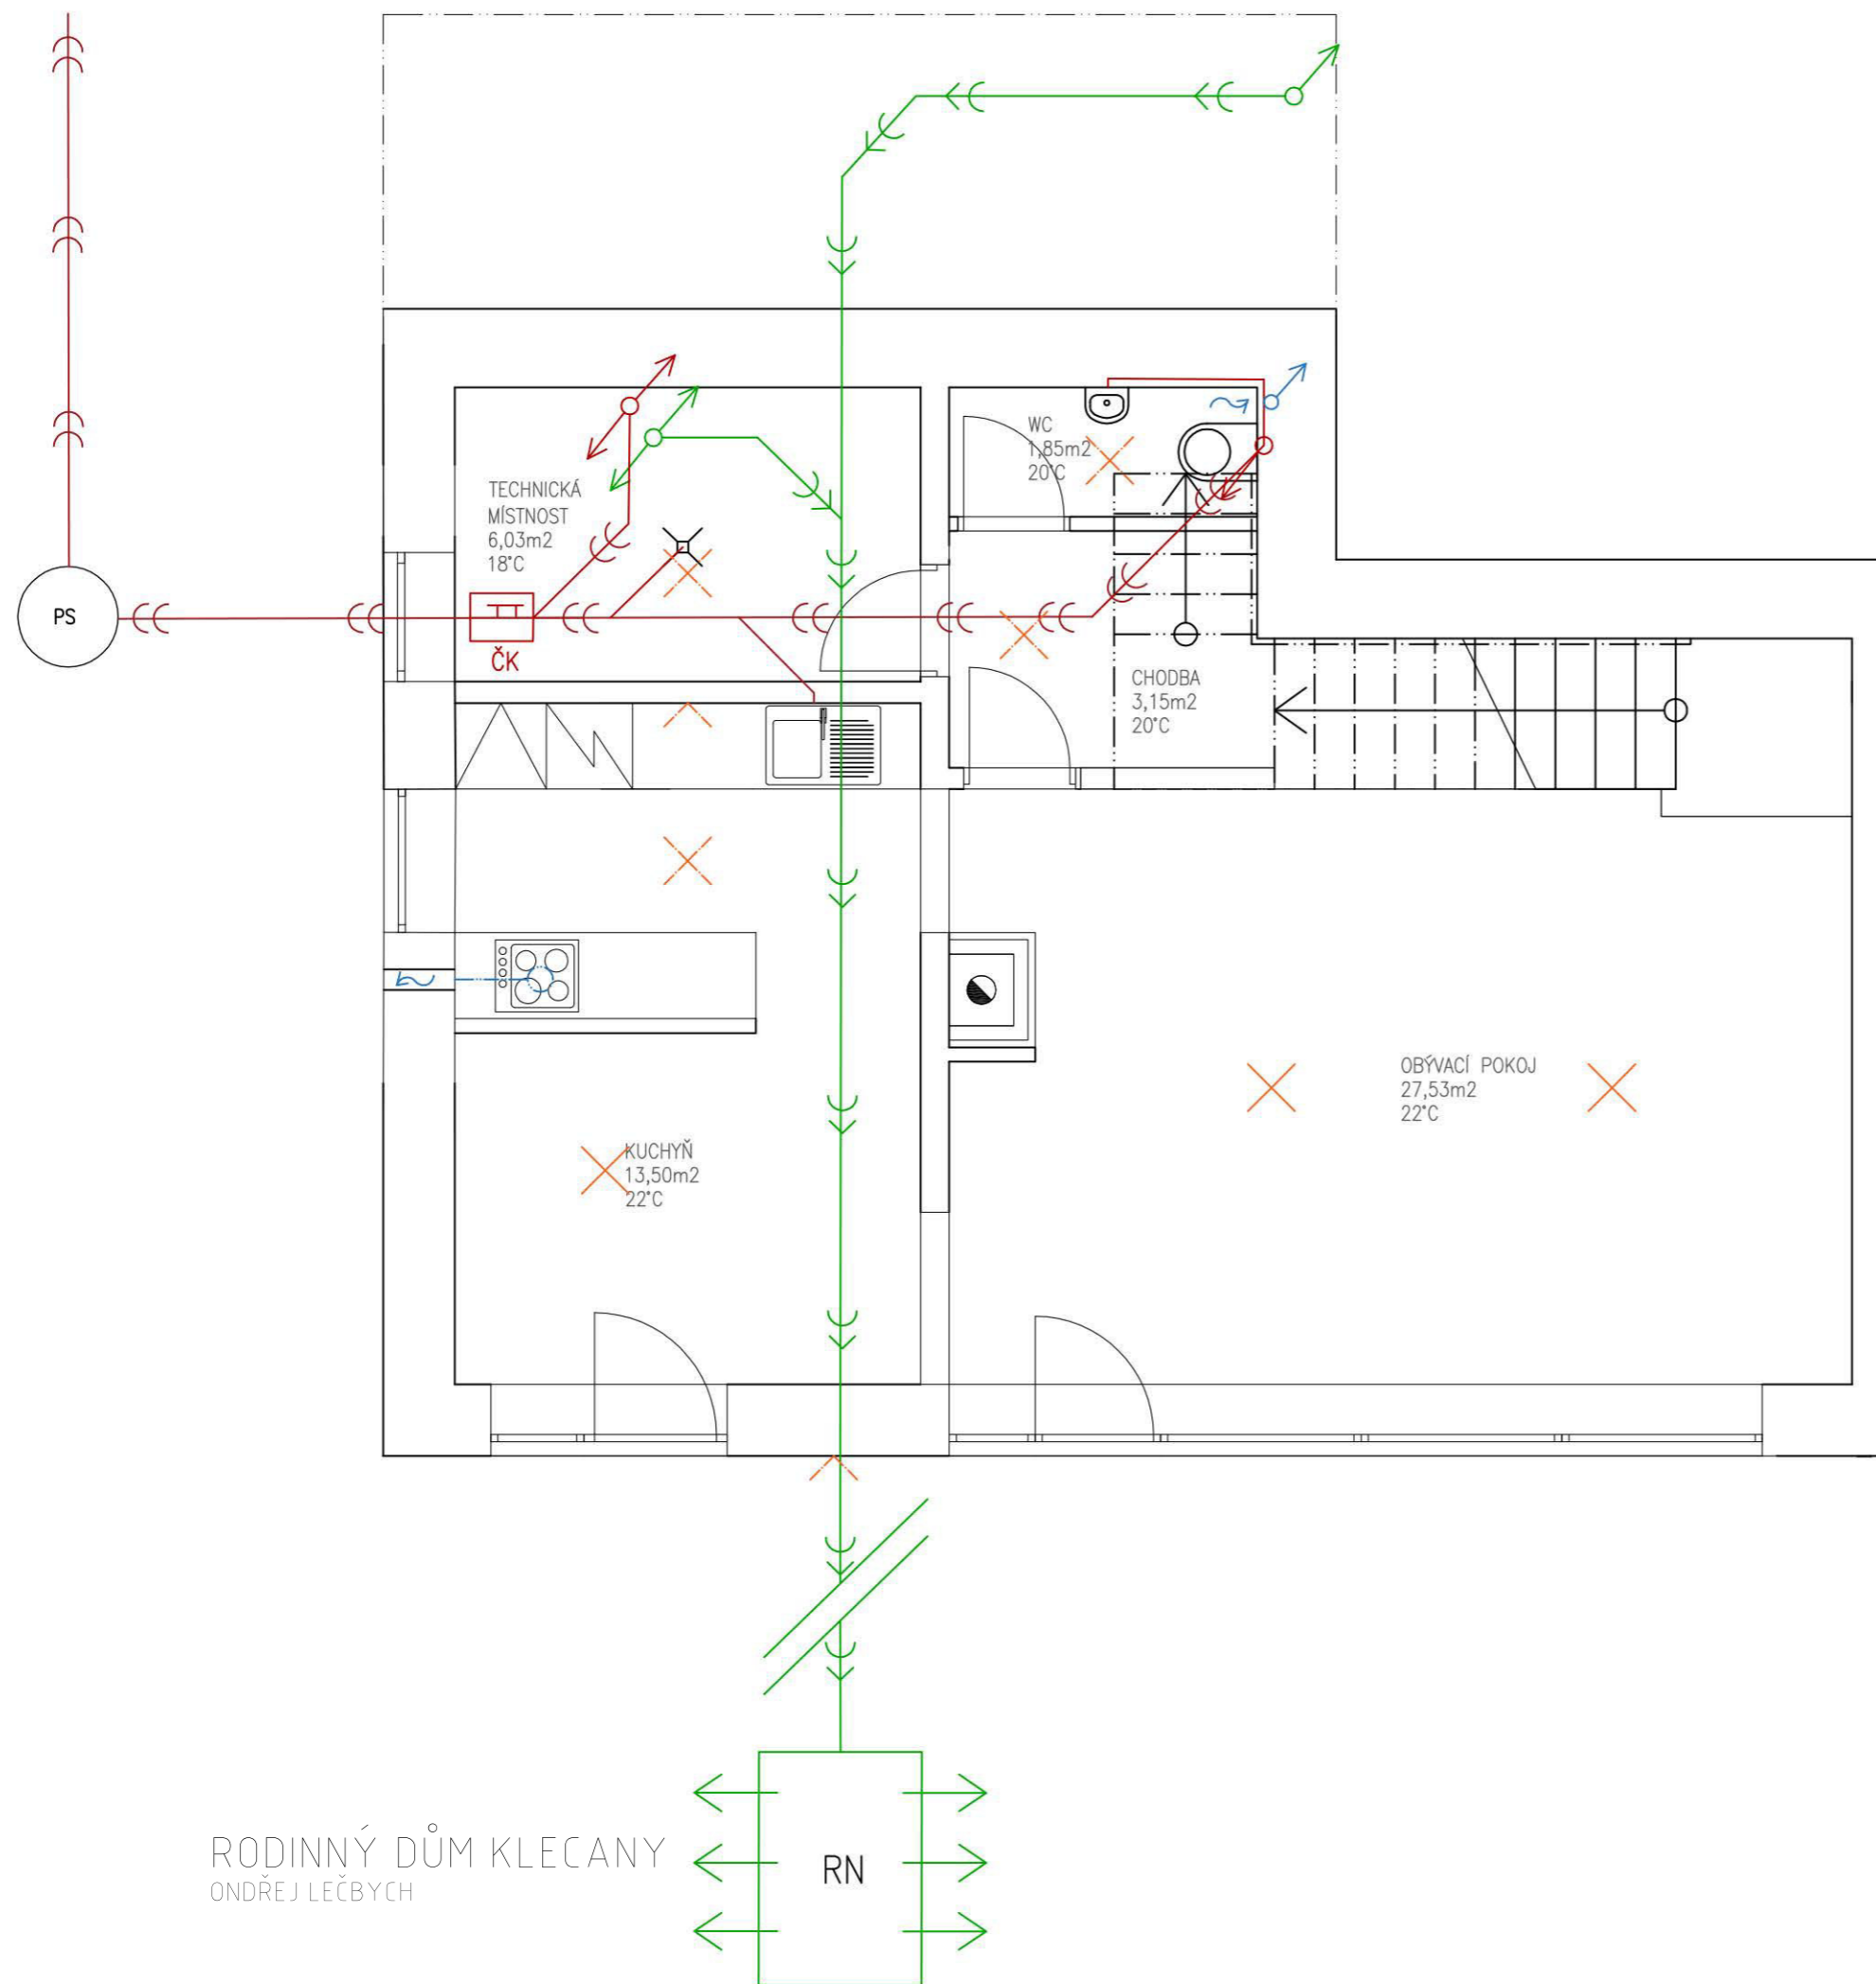 TECHNICKÁ
MÍSTNOST
6,03m2
18°C
WC
1,85m2
20°C
PS
ČK
CHODBA
3,15m2
20°C
OBÝVACÍ POKOJ
27,53m2
22°C
KUCHYŇ
13,50m2
22°C
RODINNÝ DŮM KLECANY
ONDŘEJ LEČBYCH
RN